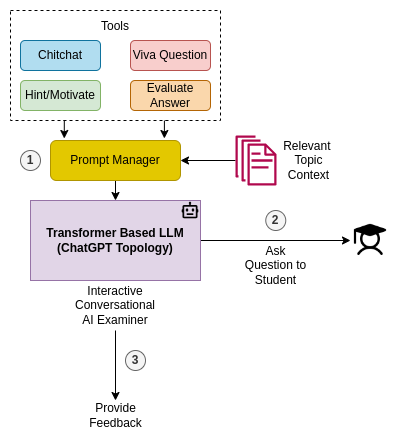 Tools
Chitchat
Viva Question
Hint/Motivate
Evaluate
Answer
1
Prompt Manager
Relevant
Topic
Context
Transformer Based LLM
(ChatGPT Topology)
2
Ask
Question to
Student
Interactive
Conversational
AI Examiner
3
Provide
Feedback